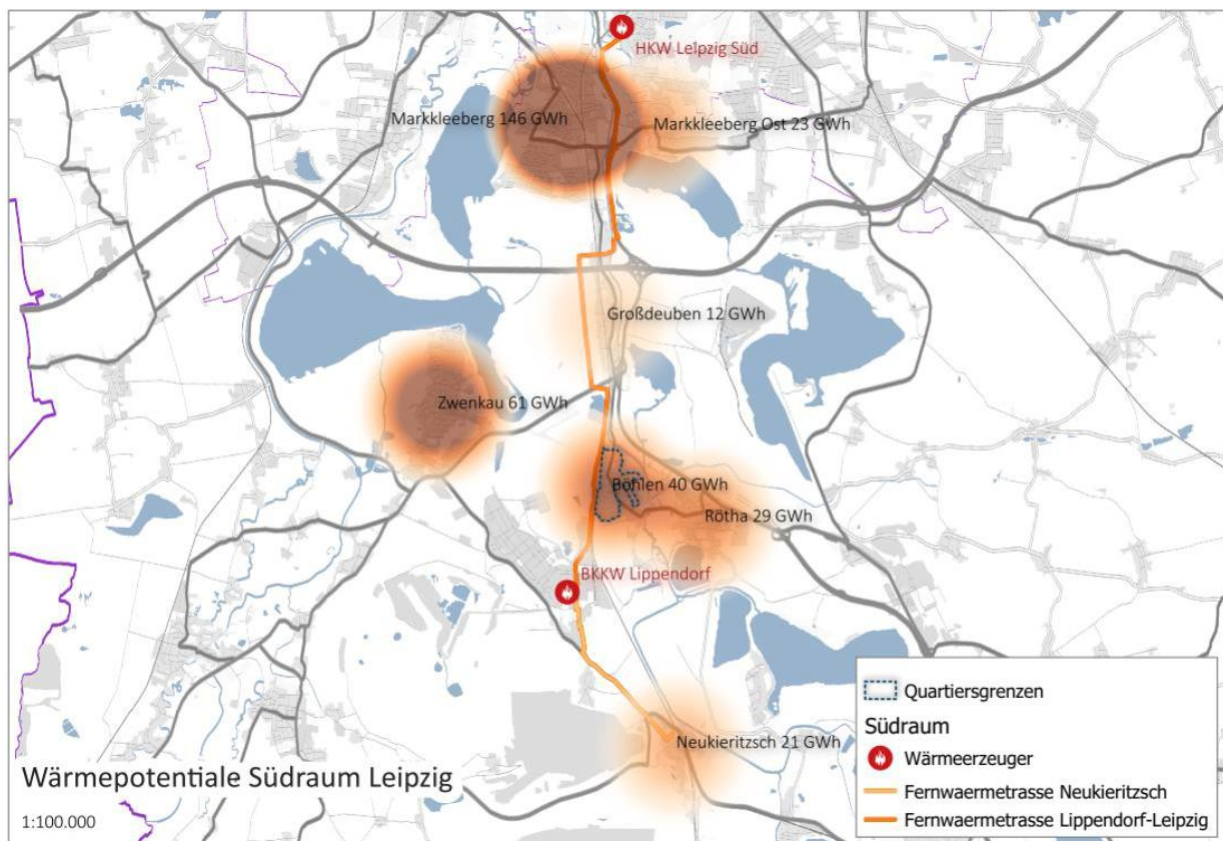 HKW Leipzig Süd
Markkleeberg 146 GWh
Markkleeberg Ost 23 GWh
Großdeuben 12 GWh
Zwenkau 61 GWh
Böhlen 40 GWh
Rötha 29 GWh
BKKW Lippendorf
Neukieritzsch 21 GWh
Wärmepotentiale Südraum Leipzig
1:100.000
Quartiersgrenzen
Südraum
Wärmeerzeuger
Fernwaermetrasse Neukieritzsch
Fernwaermetrasse Lippendorf-Leipzig